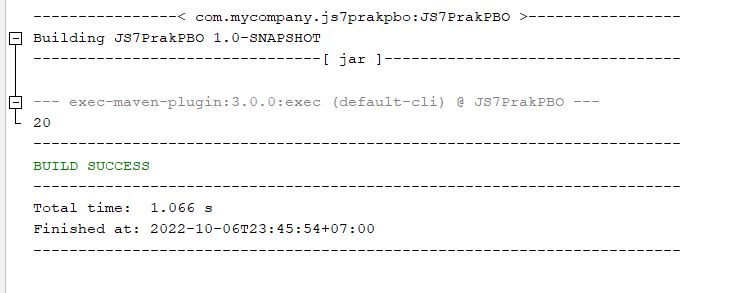 -----------------< com.mycompany.js7prakpbo:JS7PrakPBO >-----------------
Building JS7PrakPBO 1.0-SNAPSHOT
--------------------------------[ jar ]---------------------------------
--- exec-maven-plugin:3.0.0:exec (default-cli) @ JS7PrakPBO ---
20
------------------------------------------------------------------------
BUILD SUCCESS
------------------------------------------------------------------------
Total time:  1.066 s
Finished at: 2022-10-06T23:45:54+07:00
------------------------------------------------------------------------